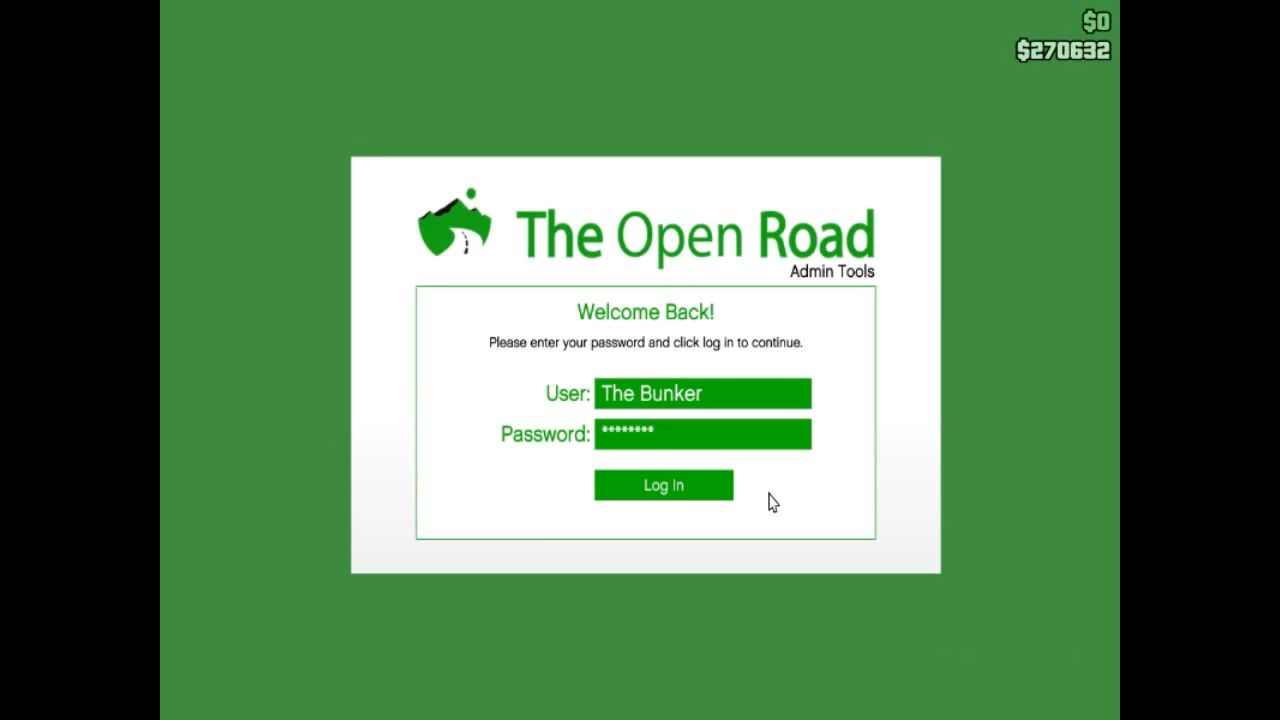 $0
$270632
The Open Road
Admin Tools
Welcome Back!
Please enter your password and click log in to continue.
User: The Bunker
Password: ********
Log In